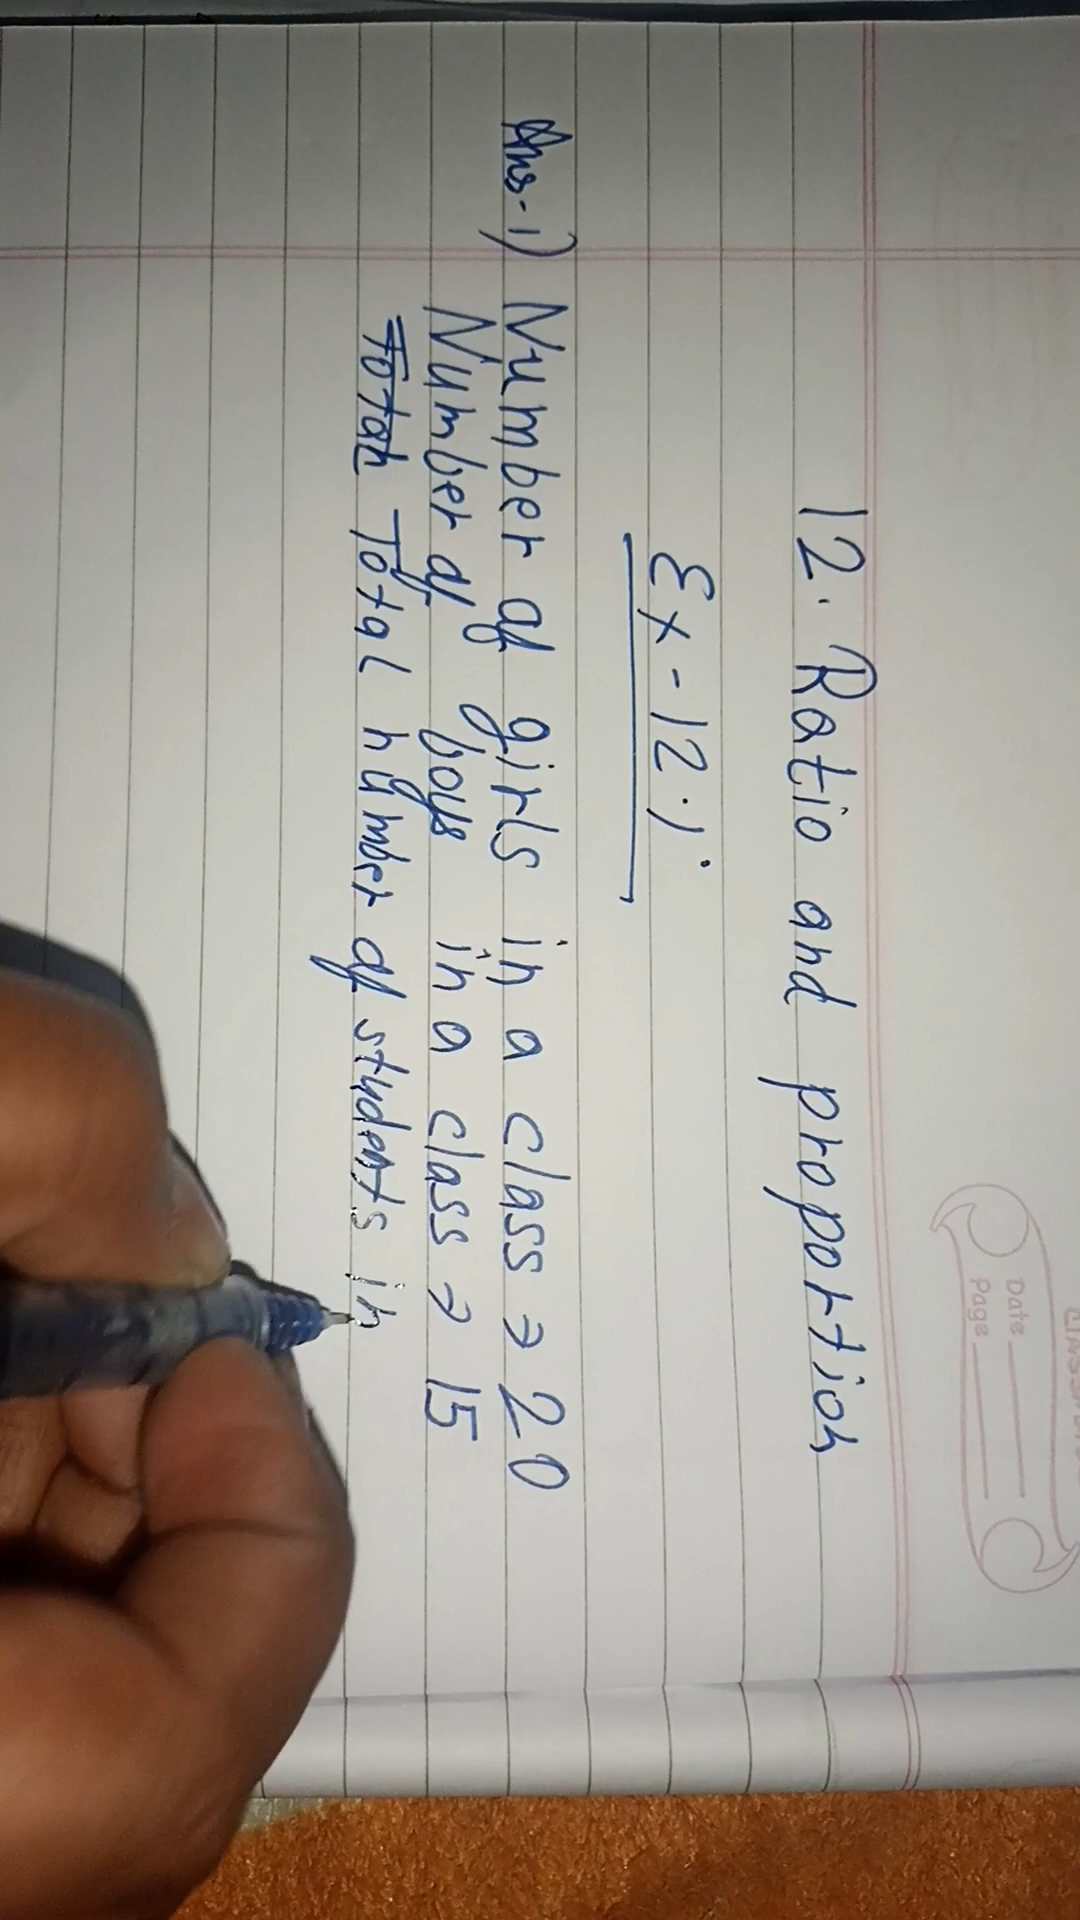 Date
Page
12. Ratio and proportion
Ex - 12.1
Ans-1) Number of girls in a class → 20
Number of boys in a class → 15
Total number of students in